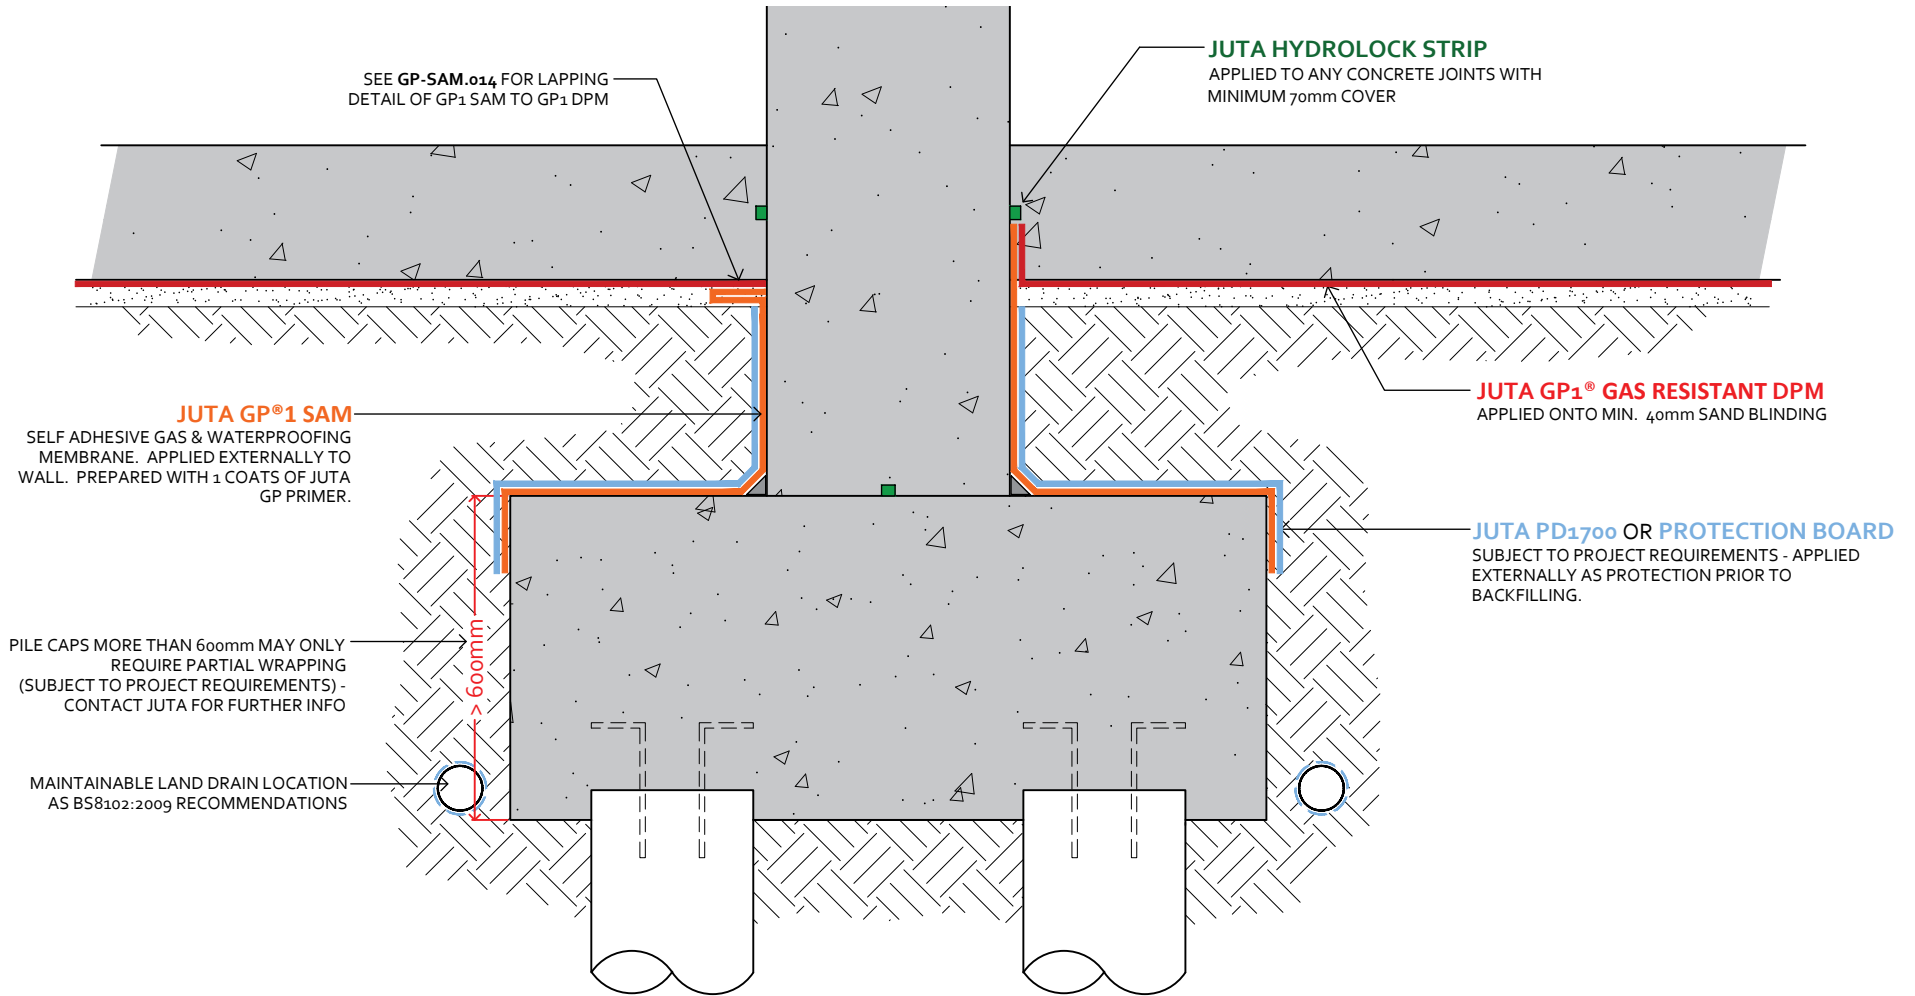 SEE GP-SAM.014 FOR LAPPING
DETAIL OF GP1 SAM TO GP1 DPM
JUTA HYDROLOCK STRIP
APPLIED TO ANY CONCRETE JOINTS WITH
MINIMUM 70mm COVER
JUTA GP®1 SAM
SELF ADHESIVE GAS & WATERPROOFING
MEMBRANE. APPLIED EXTERNALLY TO
WALL. PREPARED WITH 1 COATS OF JUTA
GP PRIMER.
JUTA GP1® GAS RESISTANT DPM
APPLIED ONTO MIN. 40mm SAND BLINDING
JUTA PD1700 OR PROTECTION BOARD
SUBJECT TO PROJECT REQUIREMENTS - APPLIED
EXTERNALLY AS PROTECTION PRIOR TO
BACKFILLING.
PILE CAPS MORE THAN 600mm MAY ONLY
REQUIRE PARTIAL WRAPPING
(SUBJECT TO PROJECT REQUIREMENTS) -
CONTACT JUTA FOR FURTHER INFO
> 600mm
MAINTAINABLE LAND DRAIN LOCATION
AS BS8102:2009 RECOMMENDATIONS